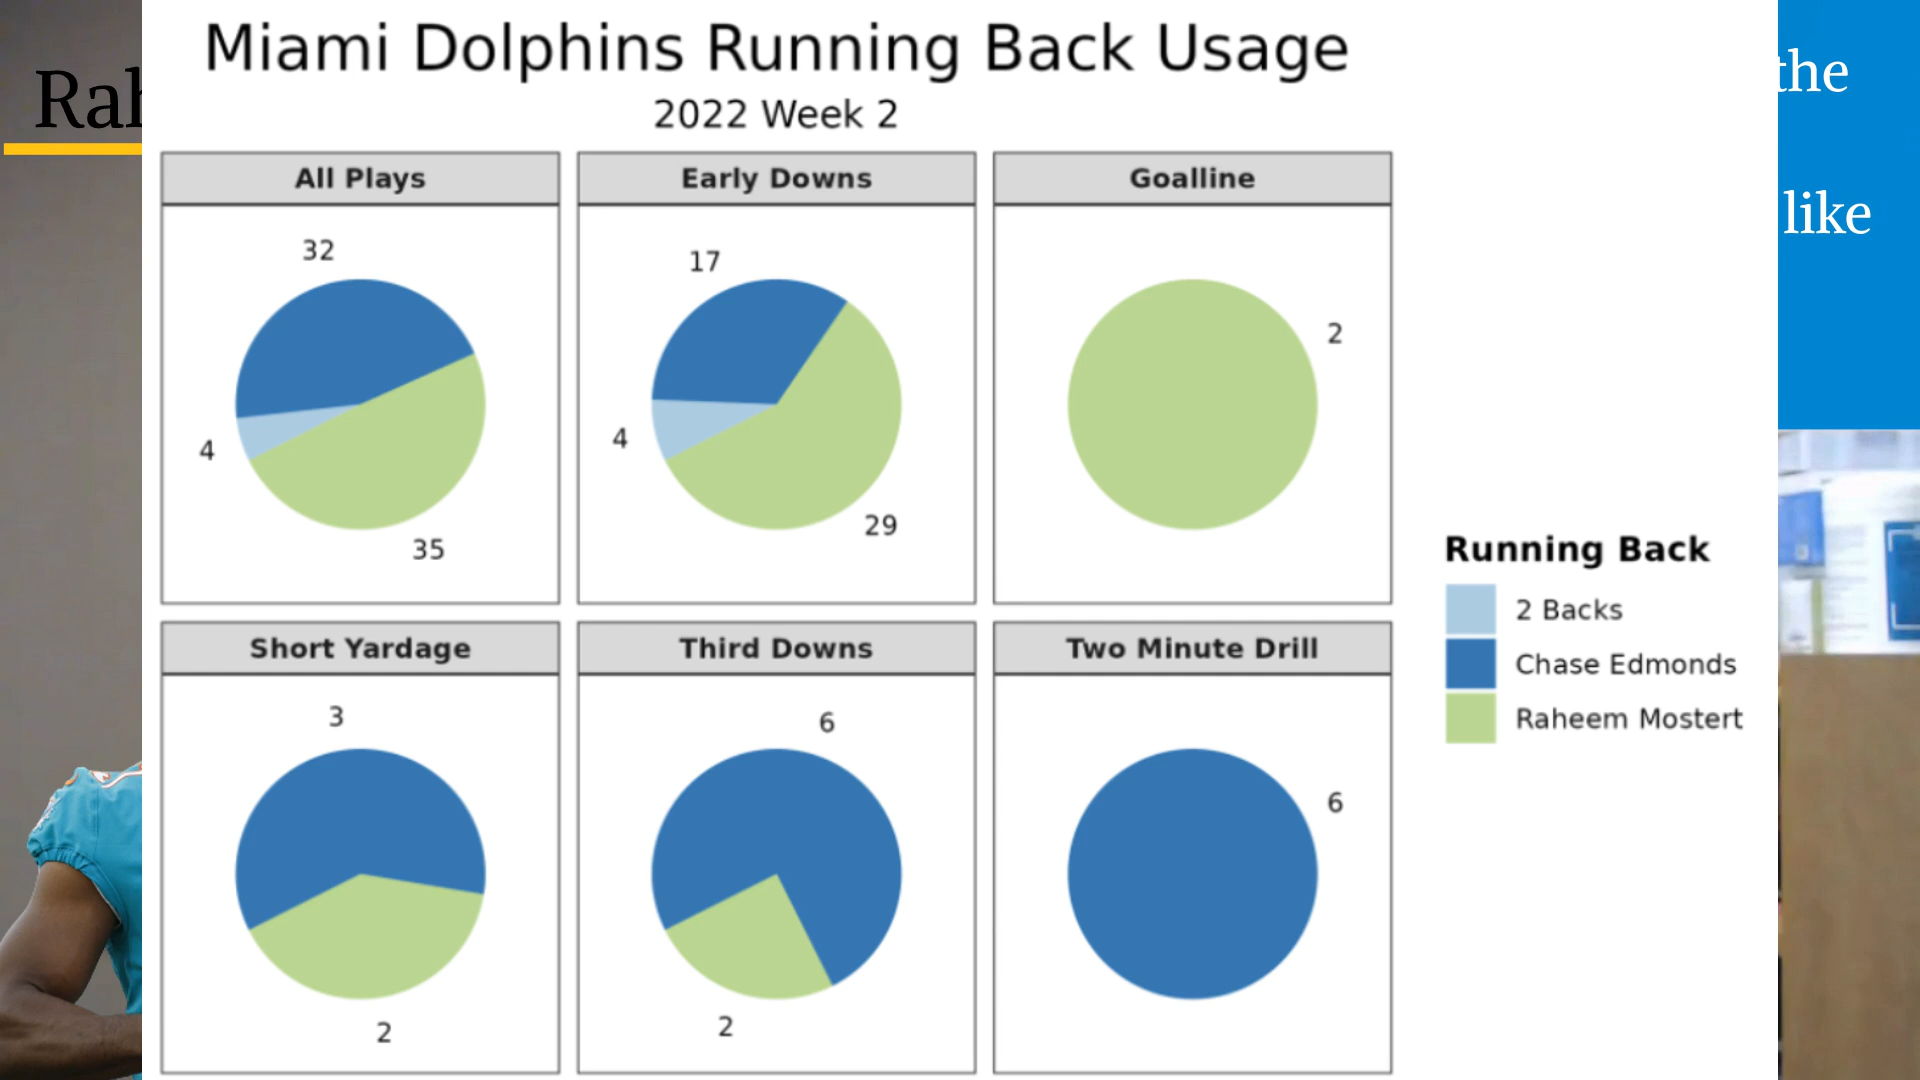 Miami Dolphins Running Back Usage
2022 Week 2
the
like
All Plays
32
4
35
Early Downs
17
4
29
Goalline
2
Short Yardage
3
2
Third Downs
6
2
Two Minute Drill
6
Running Back
2 Backs
Chase Edmonds
Raheem Mostert